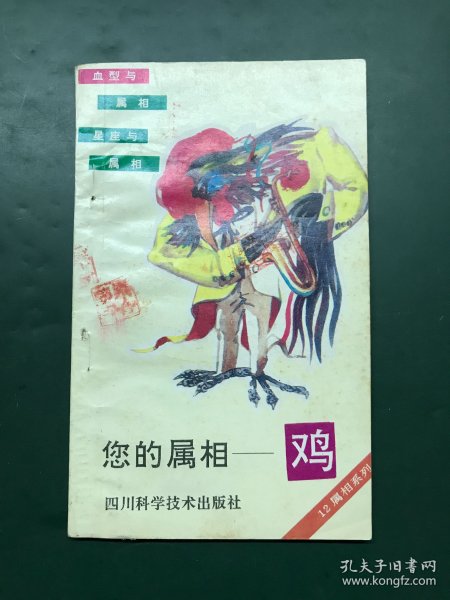 血型与
属相
星座与
属相
您的属相——鸡
四川科学技术出版社
12属相系列
孔夫子旧书网
www.kongfz.com